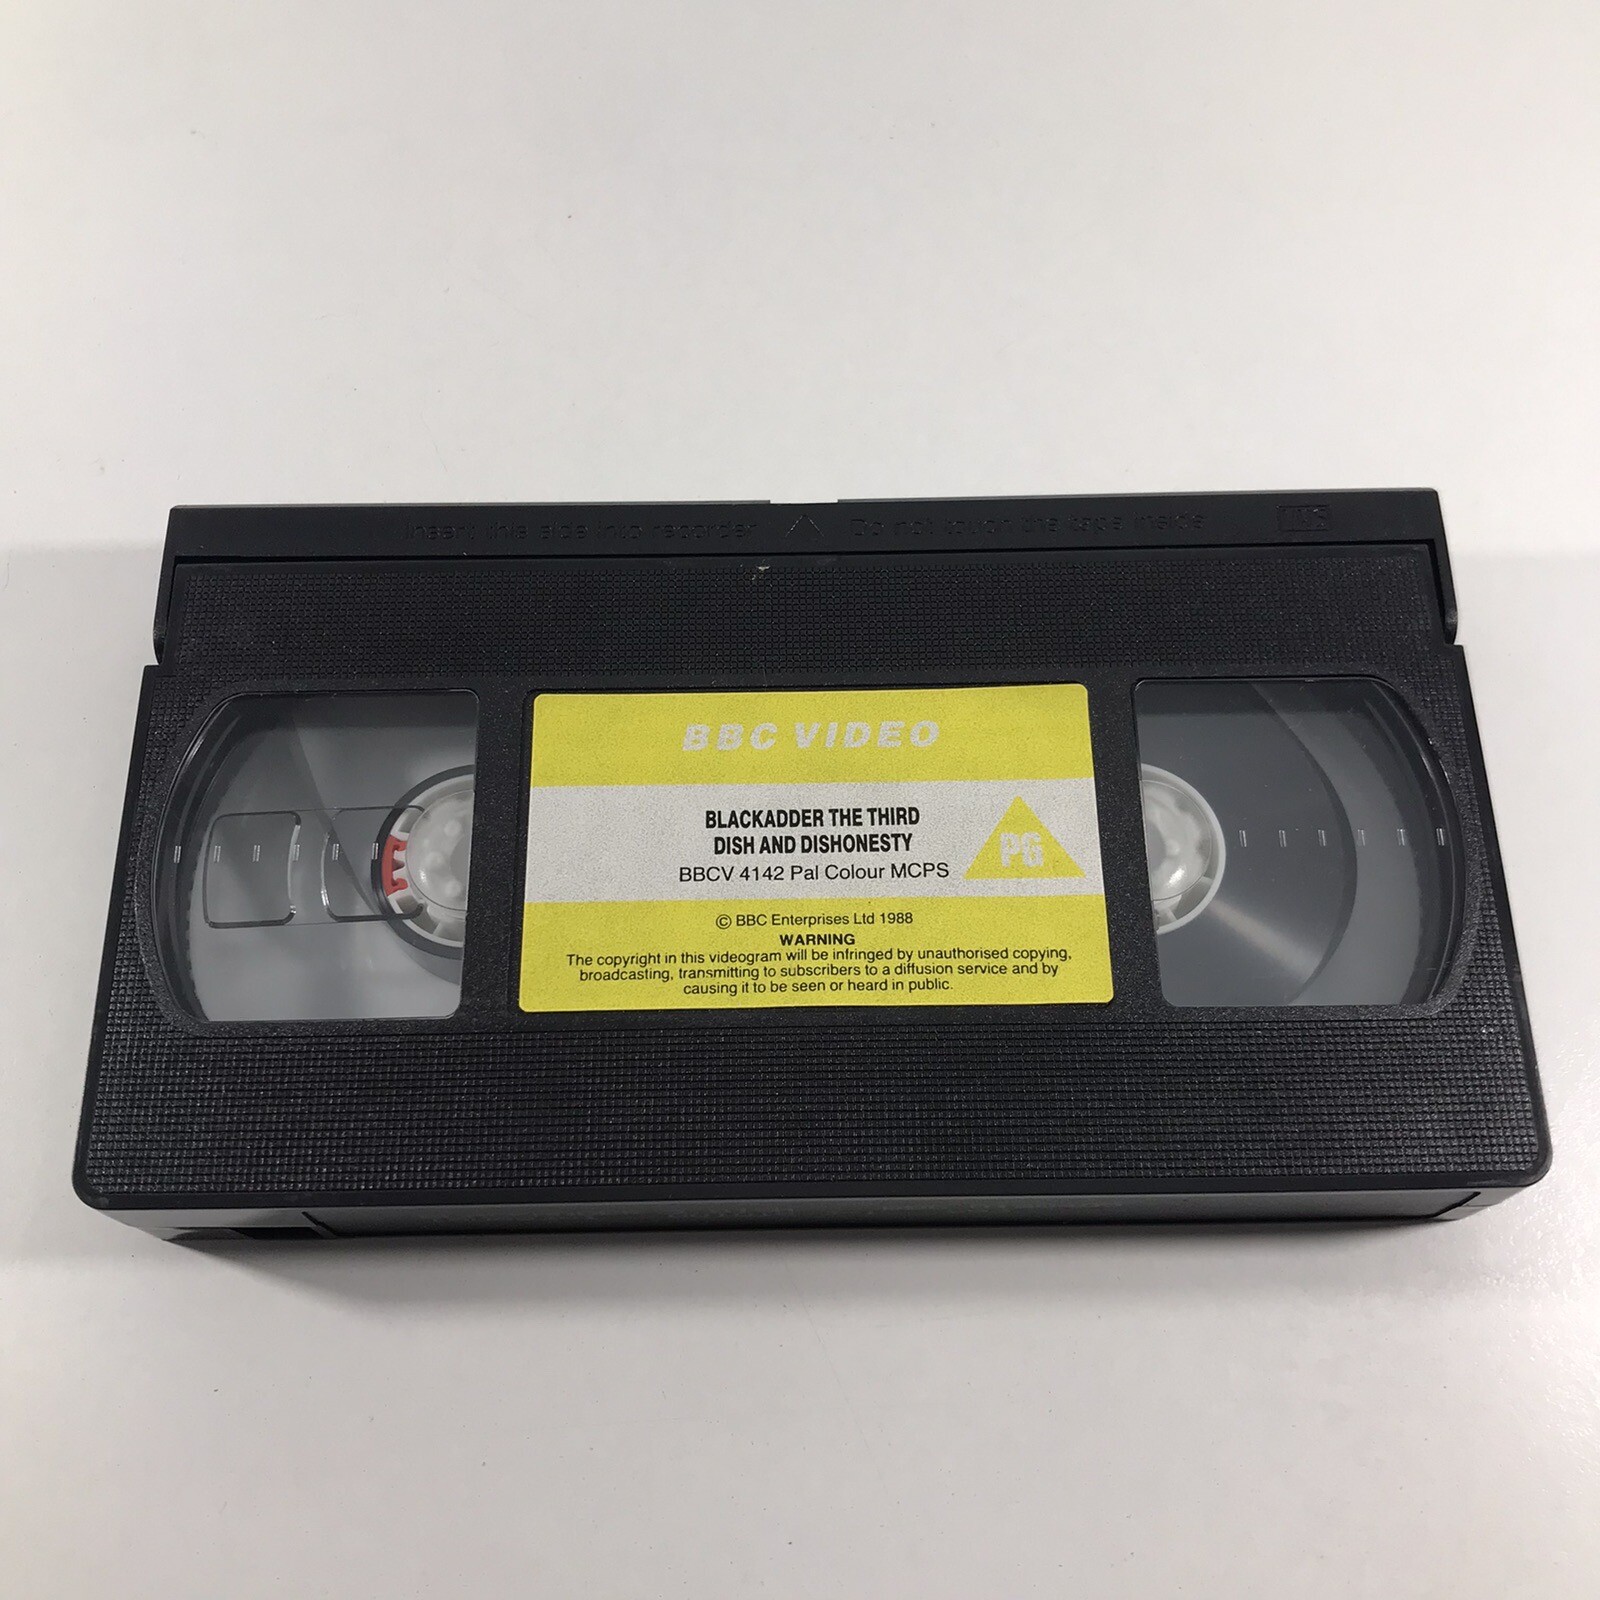 Insert this side into recorder Do not touch the tape inside VHS
BBC VIDEO
BLACKADDER THE THIRD
DISH AND DISHONESTY
BBCV 4142 Pal Colour MCPS
PG
© BBC Enterprises Ltd 1988
WARNING
The copyright in this videogram will be infringed by unauthorised copying,
broadcasting, transmitting to subscribers to a diffusion service and by
causing it to be seen or heard in public.